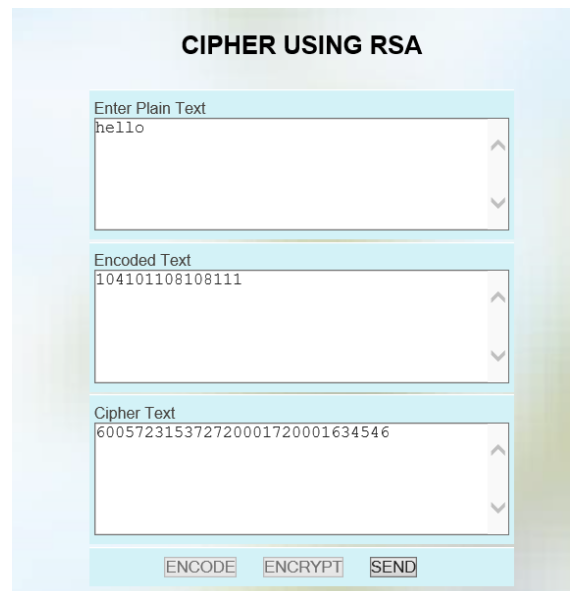 CIPHER USING RSA
Enter Plain Text
hello
Encoded Text
104101108108111
Cipher Text
6005723153727200017200016345​46
ENCODE ENCRYPT SEND